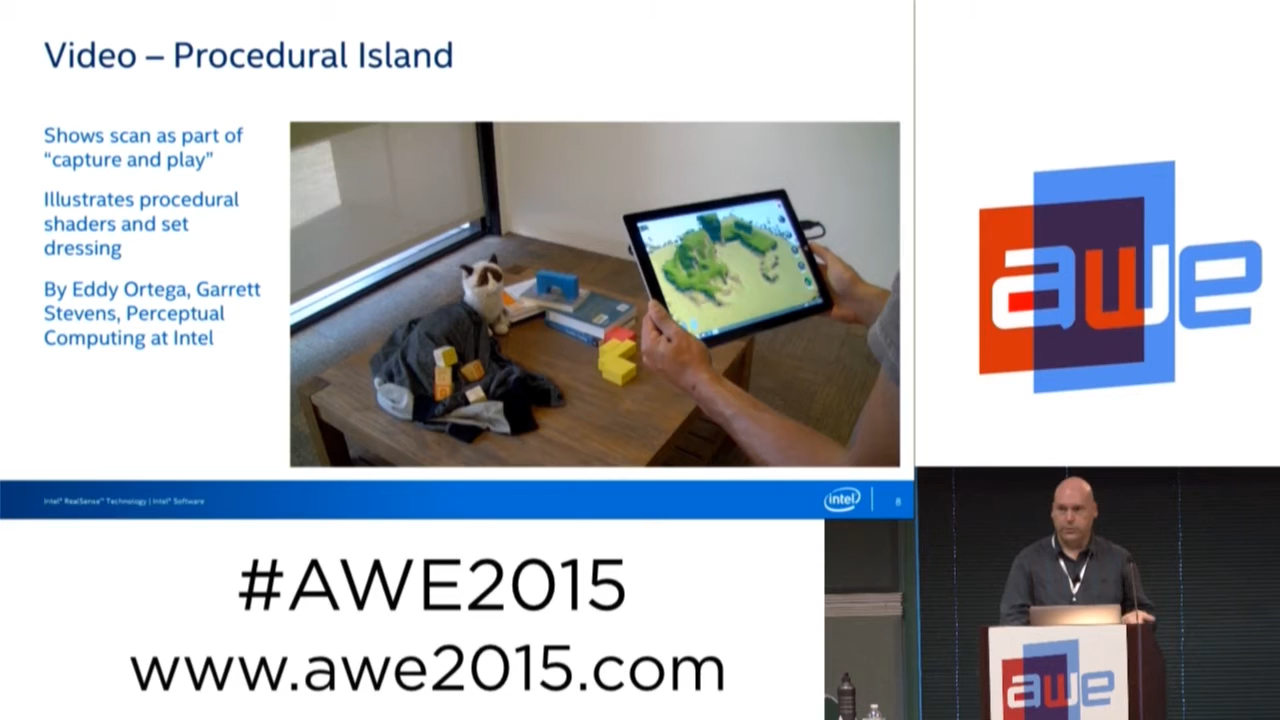 Video – Procedural Island
Shows scan as part of
“capture and play”
Illustrates procedural
shaders and set
dressing
By Eddy Ortega, Garrett
Stevens, Perceptual
Computing at Intel
Intel® RealSense™ Technology | Intel® Software
intel
8
awe
#AWE2015
www.awe2015.com
awe